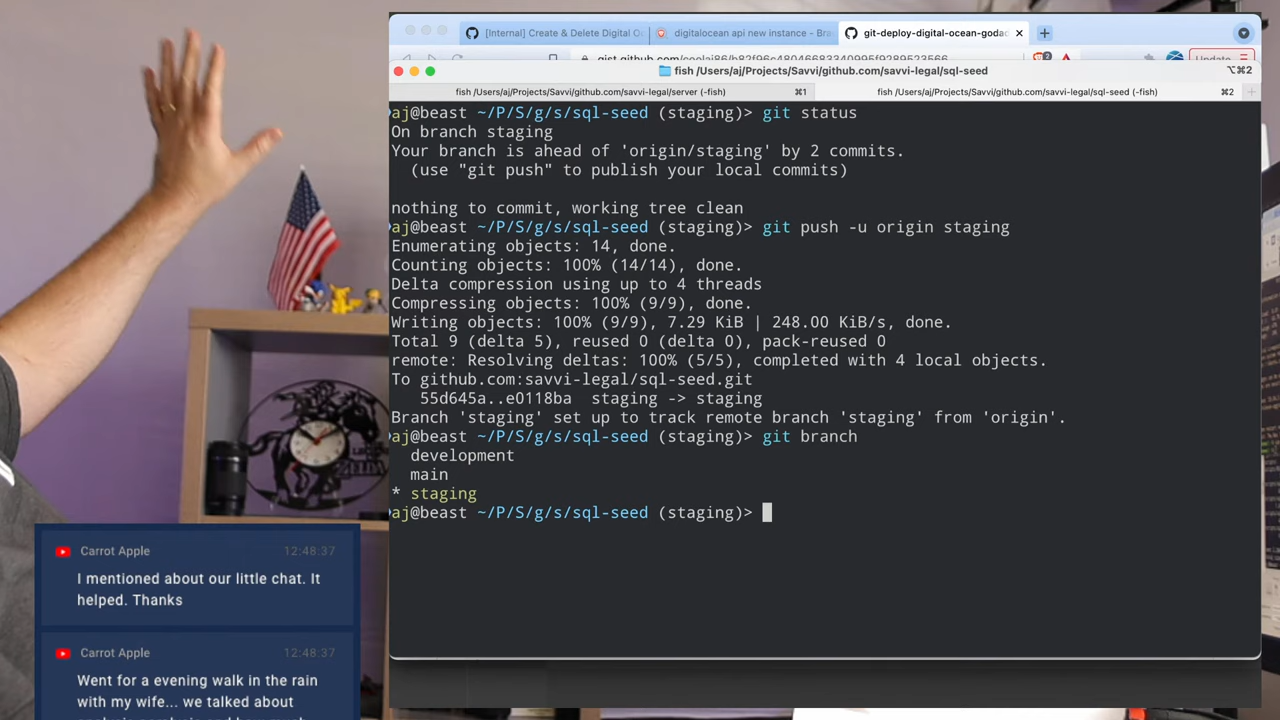 [Internal] Create & Delete Digital O
digitalocean api new instance - Bra
git-deploy-digital-ocean-godad
Update
fish /Users/aj/Projects/Savvi/github.com/savvi-legal/sql-seed
⌥⌘2
fish /Users/aj/Projects/Savvi/github.com/savvi-legal/server (-fish)
⌘1
fish /Users/aj/Projects/Savvi/github.com/savvi-legal/sql-seed (-fish)
⌘2
aj@beast ~/P/S/g/s/sql-seed (staging)> git status
On branch staging
Your branch is ahead of 'origin/staging' by 2 commits.
(use "git push" to publish your local commits)
nothing to commit, working tree clean
aj@beast ~/P/S/g/s/sql-seed (staging)> git push -u origin staging
Enumerating objects: 14, done.
Counting objects: 100% (14/14), done.
Delta compression using up to 4 threads
Compressing objects: 100% (9/9), done.
Writing objects: 100% (9/9), 7.29 KiB | 248.00 KiB/s, done.
Total 9 (delta 5), reused 0 (delta 0), pack-reused 0
remote: Resolving deltas: 100% (5/5), completed with 4 local objects.
To github.com:savvi-legal/sql-seed.git
55d645a..e0118ba  staging -> staging
Branch 'staging' set up to track remote branch 'staging' from 'origin'.
aj@beast ~/P/S/g/s/sql-seed (staging)> git branch
development
main
* staging
aj@beast ~/P/S/g/s/sql-seed (staging)>
Carrot Apple 12:48:37
I mentioned about our little chat. It
helped. Thanks
Carrot Apple 12:48:37
Went for a evening walk in the rain
with my wife... we talked about